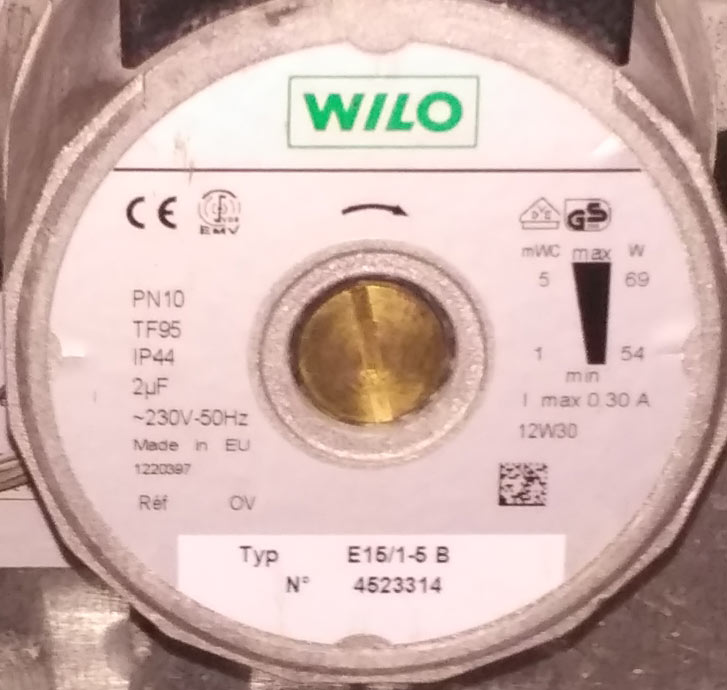 WILO
CE
EMV
GS
mWC max W
5 69
1 54
min
I max 0.30 A
12W30
PN10
TF95
IP44
2µF
~230V-50Hz
Made in EU
1220397
Réf OV
Typ E15/1-5 B
N° 4523314